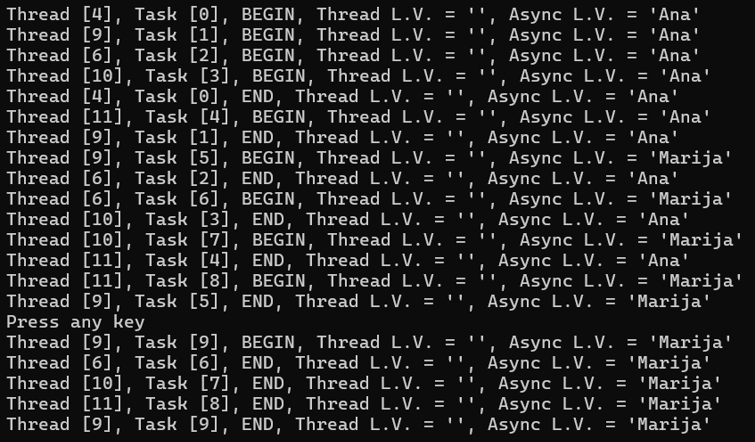 Thread [4], Task [0], BEGIN, Thread L.V. = '', Async L.V. = 'Ana'
Thread [9], Task [1], BEGIN, Thread L.V. = '', Async L.V. = 'Ana'
Thread [6], Task [2], BEGIN, Thread L.V. = '', Async L.V. = 'Ana'
Thread [10], Task [3], BEGIN, Thread L.V. = '', Async L.V. = 'Ana'
Thread [4], Task [0], END, Thread L.V. = '', Async L.V. = 'Ana'
Thread [11], Task [4], BEGIN, Thread L.V. = '', Async L.V. = 'Ana'
Thread [9], Task [1], END, Thread L.V. = '', Async L.V. = 'Ana'
Thread [9], Task [5], BEGIN, Thread L.V. = '', Async L.V. = 'Marija'
Thread [6], Task [2], END, Thread L.V. = '', Async L.V. = 'Ana'
Thread [6], Task [6], BEGIN, Thread L.V. = '', Async L.V. = 'Marija'
Thread [10], Task [3], END, Thread L.V. = '', Async L.V. = 'Ana'
Thread [10], Task [7], BEGIN, Thread L.V. = '', Async L.V. = 'Marija'
Thread [11], Task [4], END, Thread L.V. = '', Async L.V. = 'Ana'
Thread [11], Task [8], BEGIN, Thread L.V. = '', Async L.V. = 'Marija'
Thread [9], Task [5], END, Thread L.V. = '', Async L.V. = 'Marija'
Press any key
Thread [9], Task [9], BEGIN, Thread L.V. = '', Async L.V. = 'Marija'
Thread [6], Task [6], END, Thread L.V. = '', Async L.V. = 'Marija'
Thread [10], Task [7], END, Thread L.V. = '', Async L.V. = 'Marija'
Thread [11], Task [8], END, Thread L.V. = '', Async L.V. = 'Marija'
Thread [9], Task [9], END, Thread L.V. = '', Async L.V. = 'Marija'